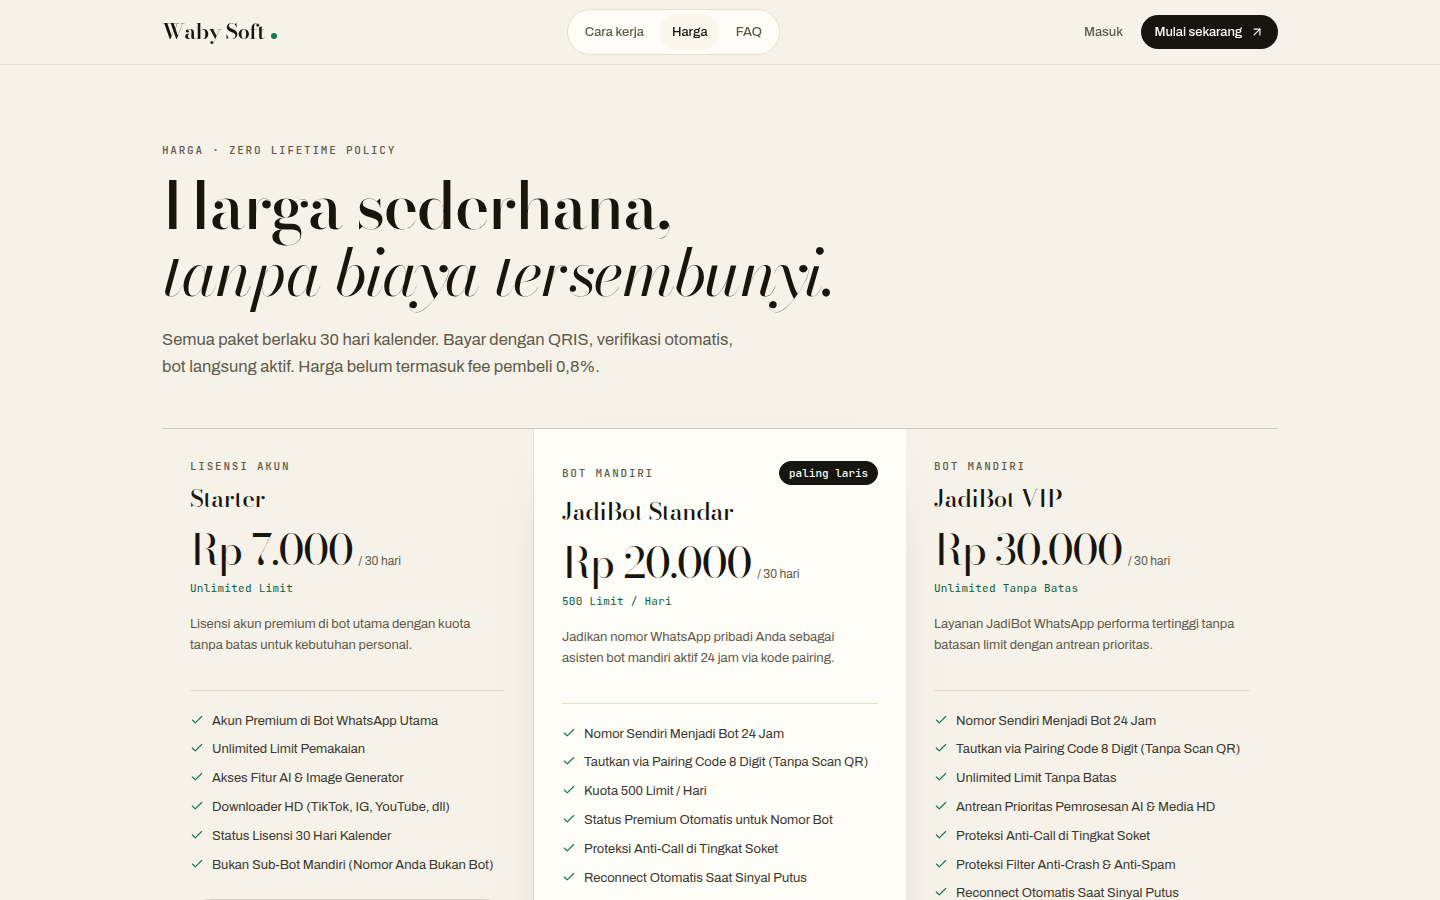 Waby Soft
Cara kerja
Harga
FAQ
Masuk
Mulai sekarang
HARGA · ZERO LIFETIME POLICY
Harga sederhana,
tanpa biaya tersembunyi.
Semua paket berlaku 30 hari kalender. Bayar dengan QRIS, verifikasi otomatis,
bot langsung aktif. Harga belum termasuk fee pembeli 0,8%.
LISENSI AKUN
Starter
Rp 7.000 / 30 hari
Unlimited Limit
Lisensi akun premium di bot utama dengan kuota
tanpa batas untuk kebutuhan personal.
Akun Premium di Bot WhatsApp Utama
Unlimited Limit Pemakaian
Akses Fitur AI & Image Generator
Downloader HD (TikTok, IG, YouTube, dll)
Status Lisensi 30 Hari Kalender
Bukan Sub-Bot Mandiri (Nomor Anda Bukan Bot)
BOT MANDIRI
paling laris
JadiBot Standar
Rp 20.000 / 30 hari
500 Limit / Hari
Jadikan nomor WhatsApp pribadi Anda sebagai
asisten bot mandiri aktif 24 jam via kode pairing.
Nomor Sendiri Menjadi Bot 24 Jam
Tautkan via Pairing Code 8 Digit (Tanpa Scan QR)
Kuota 500 Limit / Hari
Status Premium Otomatis untuk Nomor Bot
Proteksi Anti-Call di Tingkat Soket
Reconnect Otomatis Saat Sinyal Putus
BOT MANDIRI
JadiBot VIP
Rp 30.000 / 30 hari
Unlimited Tanpa Batas
Layanan JadiBot WhatsApp performa tertinggi tanpa
batasan limit dengan antrean prioritas.
Nomor Sendiri Menjadi Bot 24 Jam
Tautkan via Pairing Code 8 Digit (Tanpa Scan QR)
Unlimited Limit Tanpa Batas
Antrean Prioritas Pemrosesan AI & Media HD
Proteksi Anti-Call di Tingkat Soket
Proteksi Filter Anti-Crash & Anti-Spam
Reconnect Otomatis Saat Sinyal Putus